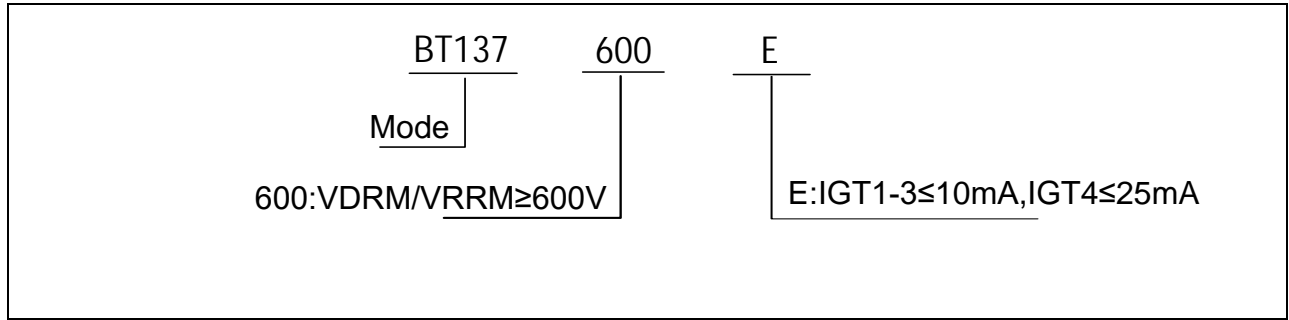 BT137 600 E
Mode
600:VDRM/VRRM≥600V E:IGT1-3≤10mA,IGT4≤25mA